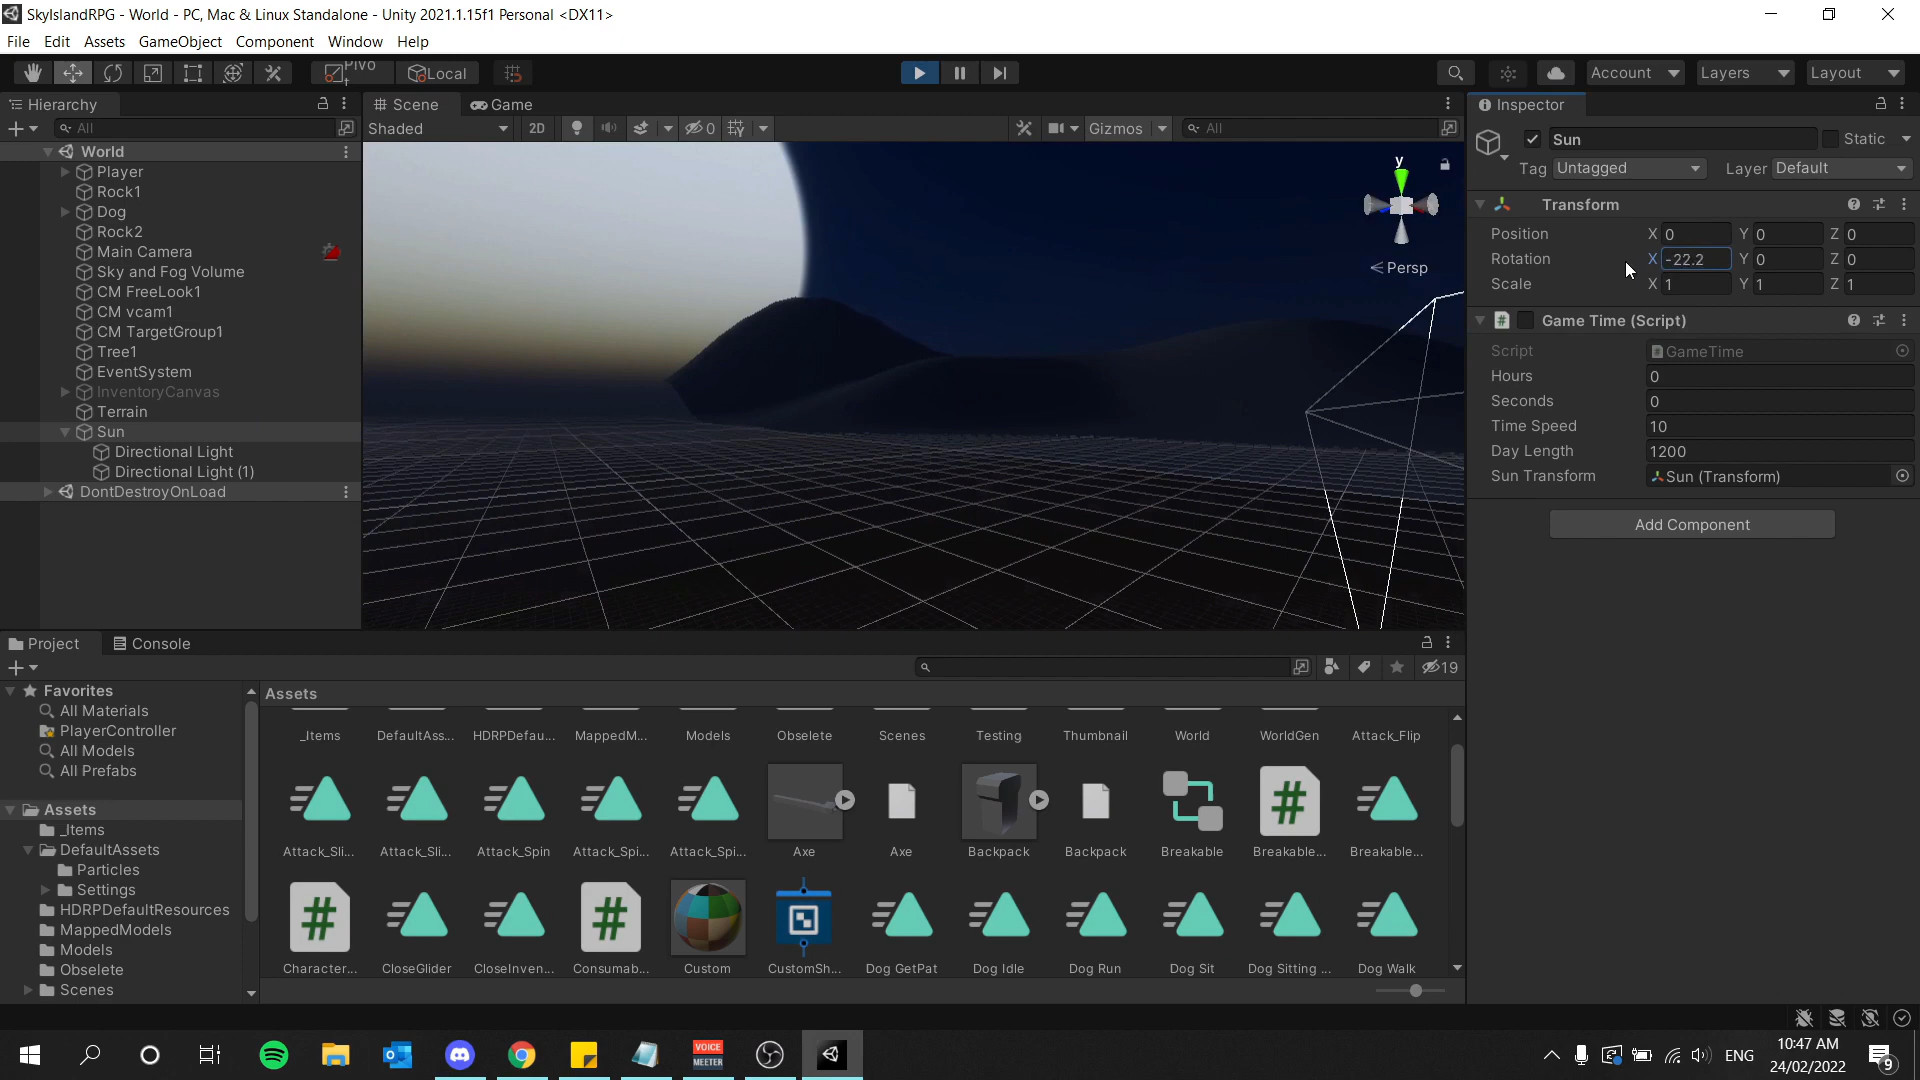 SkyIslandRPG - World - PC, Mac & Linux Standalone - Unity 2021.1.15f1 Personal <DX11>
File Edit Assets GameObject Component Window Help
Pivot
Local
Account
Layers
Layout
Hierarchy
Scene
Game
Inspector
All
Shaded
2D
0
Gizmos
All
World
Player
Rock1
Dog
Rock2
Main Camera
Sky and Fog Volume
CM FreeLook1
CM vcam1
CM TargetGroup1
Tree1
EventSystem
InventoryCanvas
Terrain
Sun
Directional Light
Directional Light (1)
DontDestroyOnLoad
y
Persp
Sun
Static
Tag Untagged
Layer Default
Transform
Position X 0 Y 0 Z 0
Rotation X -22.2 Y 0 Z 0
Scale X 1 Y 1 Z 1
# Game Time (Script)
Script GameTime
Hours 0
Seconds 0
Time Speed 10
Day Length 1200
Sun Transform Sun (Transform)
Add Component
Project
Console
19
Favorites
All Materials
PlayerController
All Models
All Prefabs
Assets
_Items
DefaultAssets
Particles
Settings
HDRPDefaultResources
MappedModels
Models
Obselete
Scenes
Assets
_Items DefaultAss... HDRPDefau... MappedM... Models Obselete Scenes Testing Thumbnail World WorldGen Attack_Flip
#
Attack_Sli... Attack_Sli... Attack_Spin Attack_Spi... Attack_Spi... Axe Axe Backpack Backpack Breakable Breakable... Breakable...
# #
Character... CloseGlider CloseInven... Consumab... Custom CustomSh... Dog GetPat Dog Idle Dog Run Dog Sit Dog Sitting ... Dog Walk
VOICE
MEETER
ENG
10:47 AM
24/02/2022
9